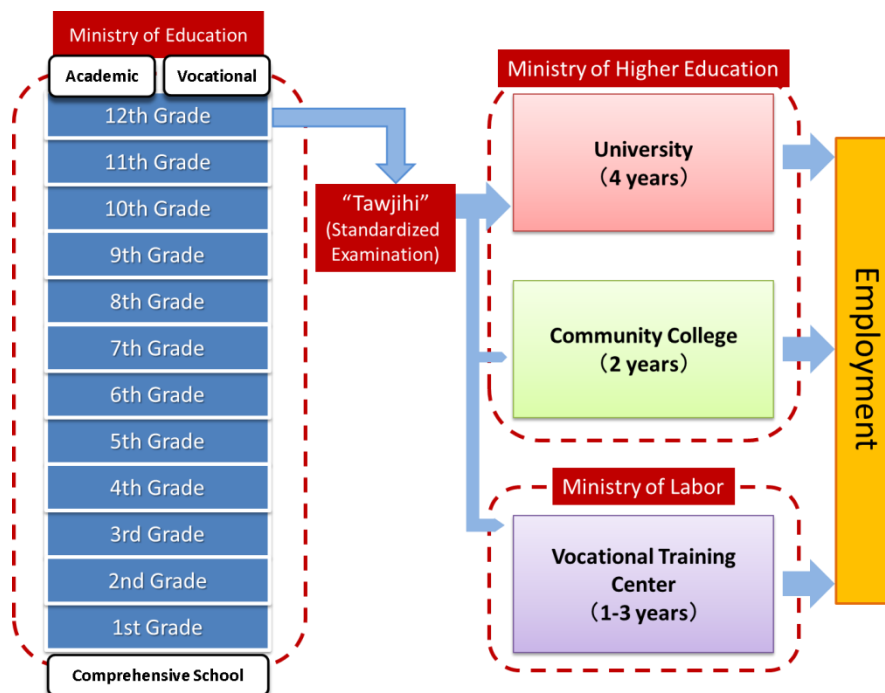 Ministry of Education
Academic
Vocational
12th Grade
11th Grade
10th Grade
9th Grade
8th Grade
7th Grade
6th Grade
5th Grade
4th Grade
3rd Grade
2nd Grade
1st Grade
Comprehensive School
“Tawjihi”
(Standardized
Examination)
Ministry of Higher Education
University
（4 years）
Community College
（2 years）
Ministry of Labor
Vocational Training
Center
（1-3 years）
Employment